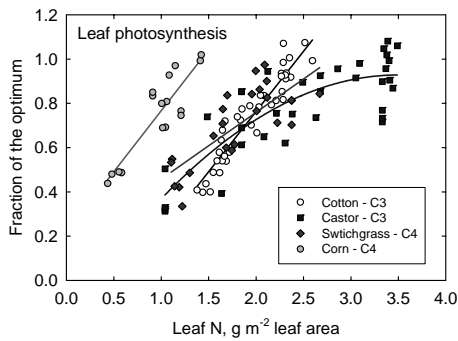 Leaf photosynthesis
Fraction of the optimum
1.2
1.0
0.8
0.6
0.4
0.2
0.0
Cotton - C3
Castor - C3
Swtichgrass - C4
Corn - C4
0.0 0.5 1.0 1.5 2.0 2.5 3.0 3.5 4.0
Leaf N, g m⁻² leaf area